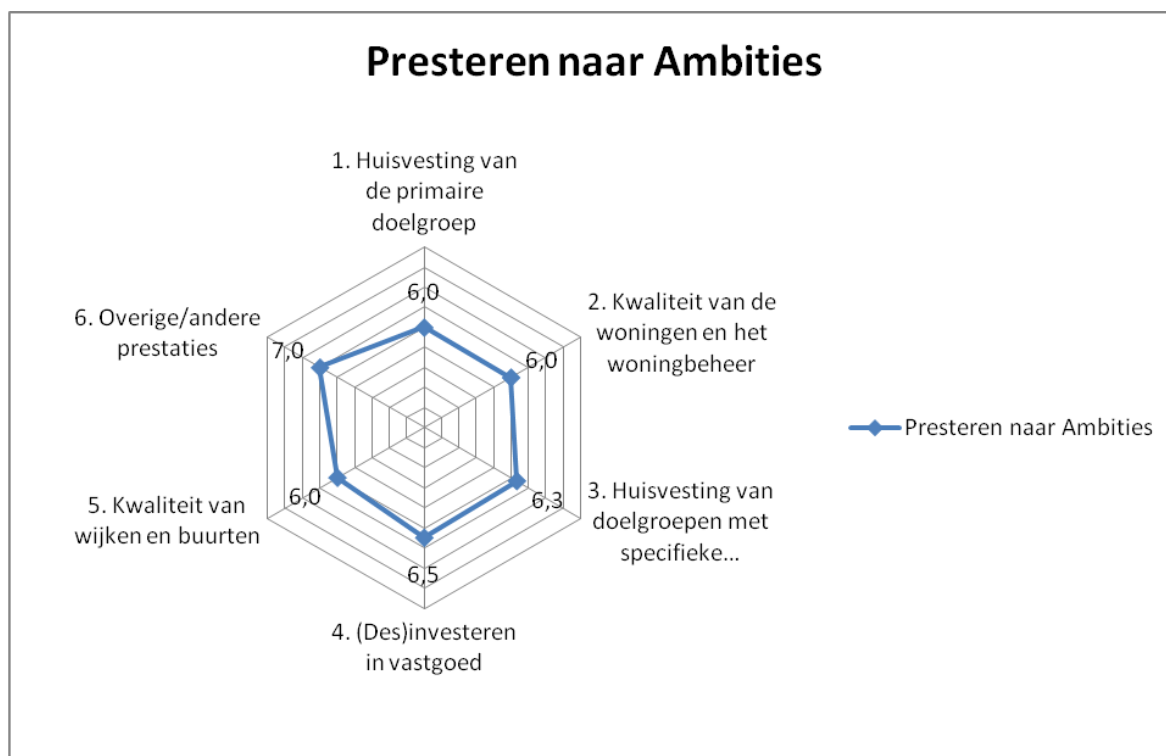 Presteren naar Ambities
1. Huisvesting van
de primaire
doelgroep
6,0
2. Kwaliteit van de
woningen en het
woningbeheer
6,0
3. Huisvesting van
doelgroepen met
specifieke...
6,3
4. (Des)investeren
in vastgoed
6,5
5. Kwaliteit van
wijken en buurten
6,0
6. Overige/andere
prestaties
7,0
Presteren naar Ambities